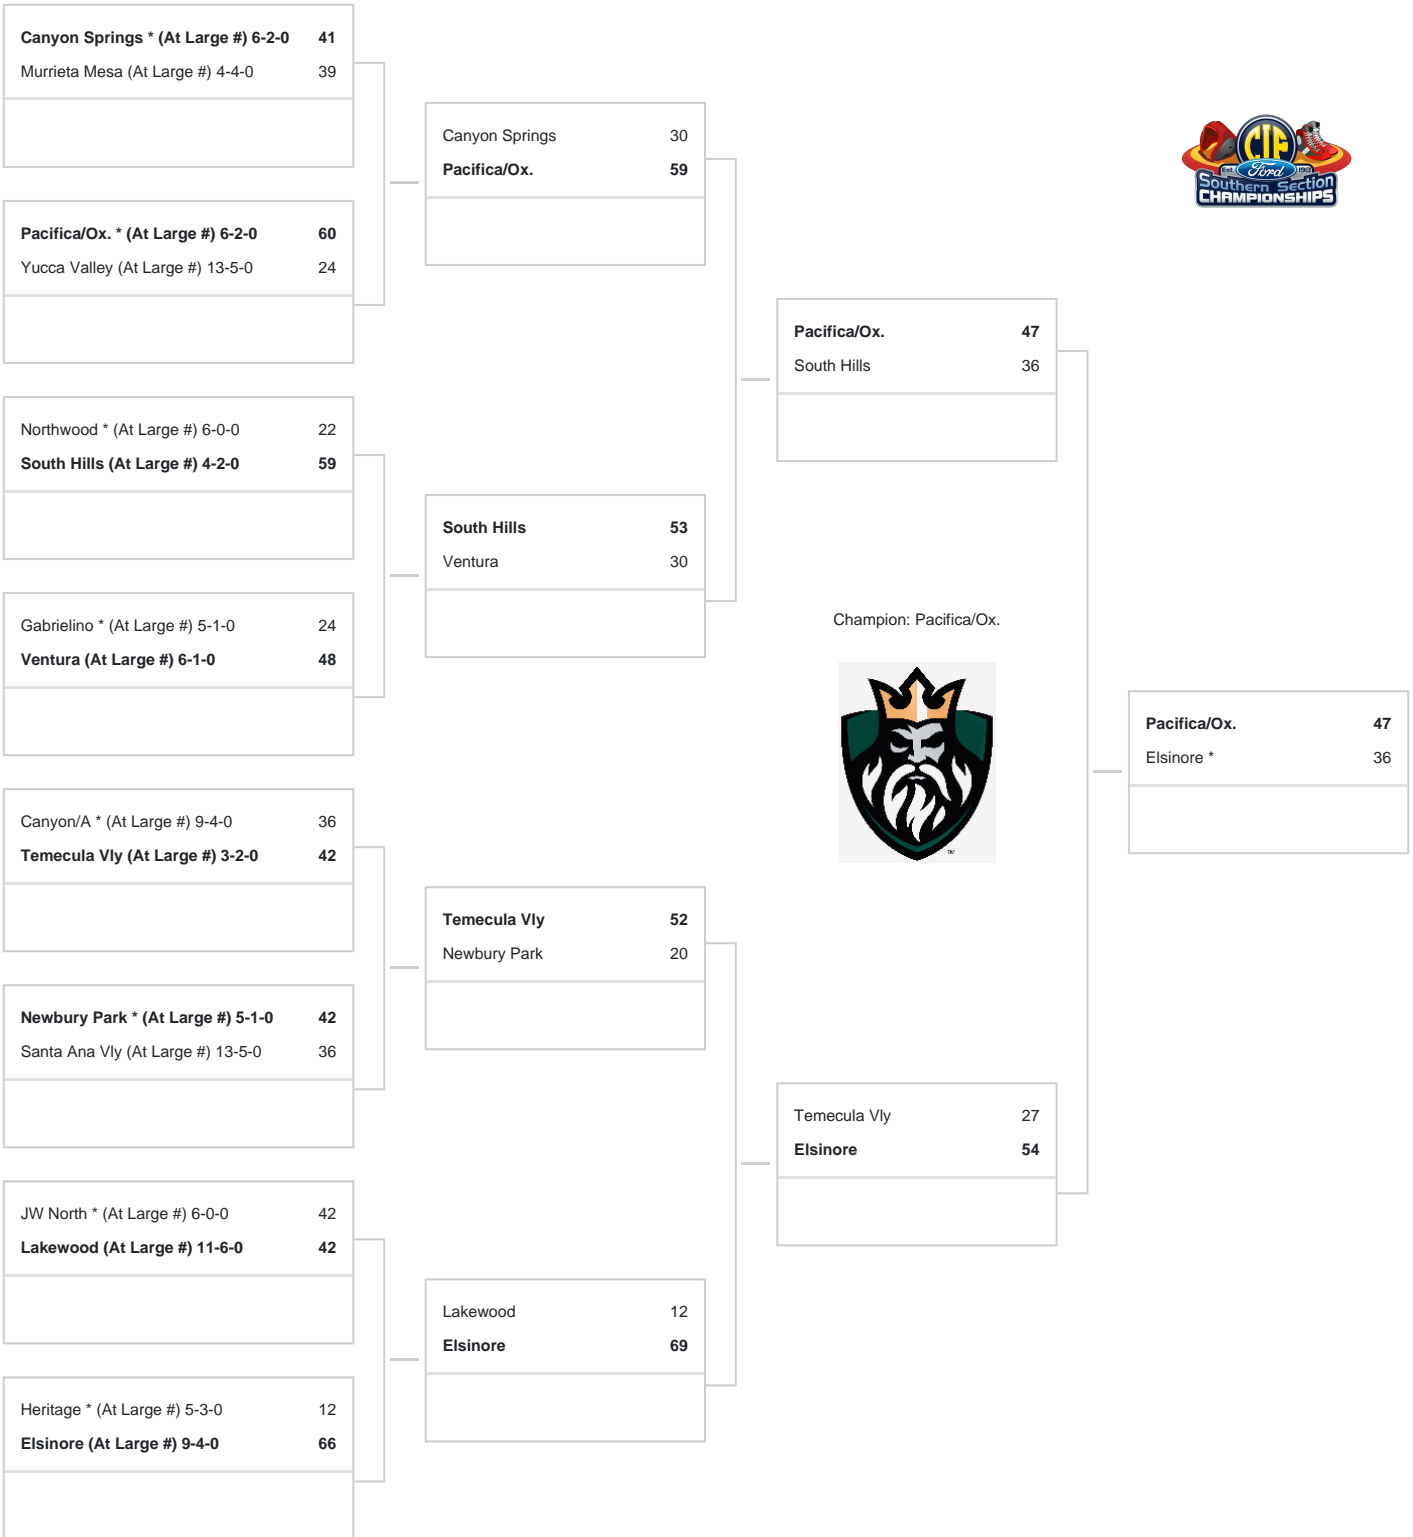 Canyon Springs * (At Large #) 6-2-0 41
Murrieta Mesa (At Large #) 4-4-0 39
Pacifica/Ox. * (At Large #) 6-2-0 60
Yucca Valley (At Large #) 13-5-0 24
Northwood * (At Large #) 6-0-0 22
South Hills (At Large #) 4-2-0 59
Gabrielino * (At Large #) 5-1-0 24
Ventura (At Large #) 6-1-0 48
Canyon/A * (At Large #) 9-4-0 36
Temecula Vly (At Large #) 3-2-0 42
Newbury Park * (At Large #) 5-1-0 42
Santa Ana Vly (At Large #) 13-5-0 36
JW North * (At Large #) 6-0-0 42
Lakewood (At Large #) 11-6-0 42
Heritage * (At Large #) 5-3-0 12
Elsinore (At Large #) 9-4-0 66
Canyon Springs 30
Pacifica/Ox. 59
South Hills 53
Ventura 30
Temecula Vly 52
Newbury Park 20
Lakewood 12
Elsinore 69
Pacifica/Ox. 47
South Hills 36
Temecula Vly 27
Elsinore 54
Champion: Pacifica/Ox.
TM
CIF
Est. Ford 1913
Southern Section
CHAMPIONSHIPS
Pacifica/Ox. 47
Elsinore * 36